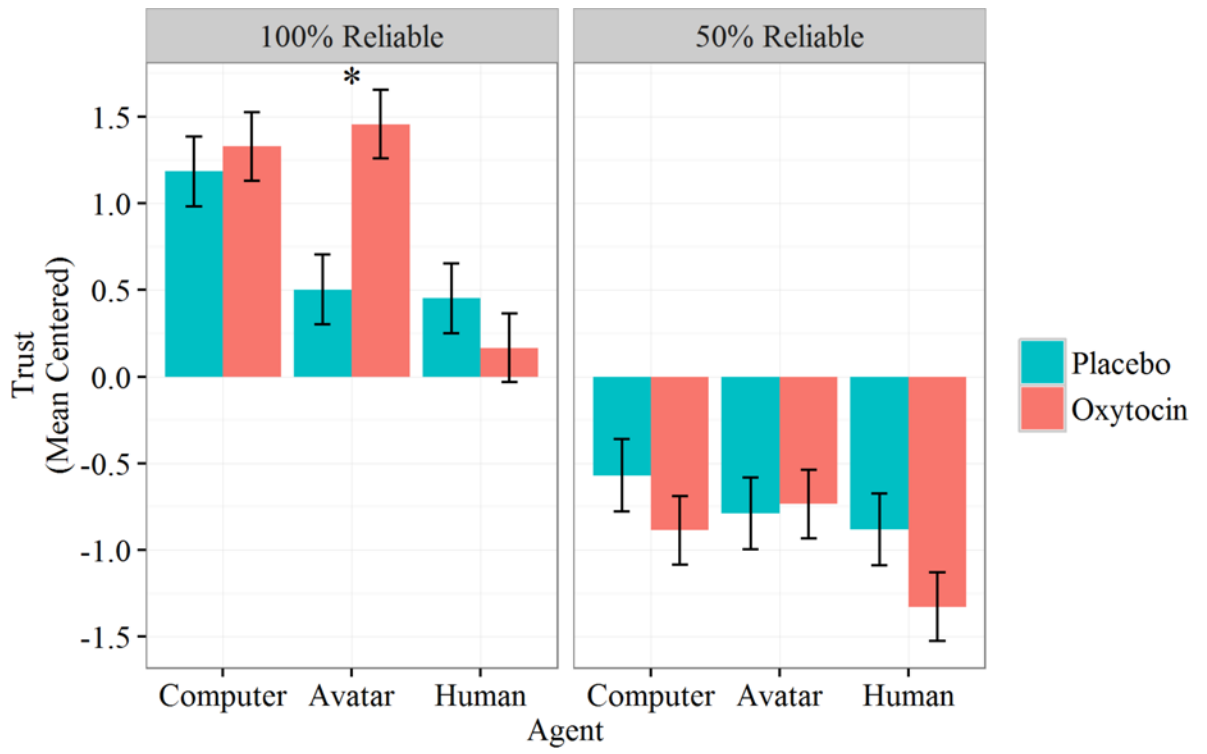 100% Reliable
50% Reliable
*
1.5
1.0
0.5
0.0
-0.5
-1.0
-1.5
Trust
(Mean Centered)
Computer Avatar Human
Computer Avatar Human
Agent
Placebo
Oxytocin